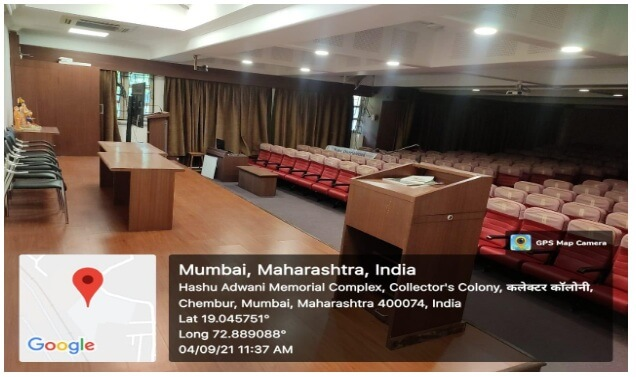 GPS Map Camera
Mumbai, Maharashtra, India
Hashu Adwani Memorial Complex, Collector's Colony, कलेक्टर कॉलोनी,
Chembur, Mumbai, Maharashtra 400074, India
Lat 19.045751°
Long 72.889088°
04/09/21 11:37 AM
Google